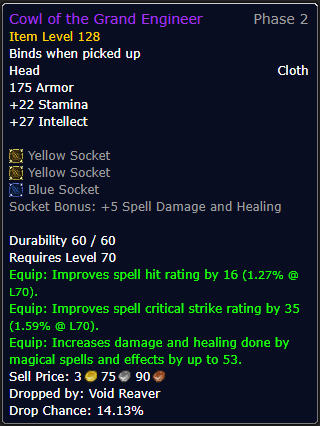 Cowl of the Grand Engineer Phase 2
Item Level 128
Binds when picked up
Head Cloth
175 Armor
+22 Stamina
+27 Intellect
Yellow Socket
Yellow Socket
Blue Socket
Socket Bonus: +5 Spell Damage and Healing
Durability 60 / 60
Requires Level 70
Equip: Improves spell hit rating by 16 (1.27% @
L70).
Equip: Improves spell critical strike rating by 35
(1.59% @ L70).
Equip: Increases damage and healing done by
magical spells and effects by up to 53.
Sell Price: 3 75 90
Dropped by: Void Reaver
Drop Chance: 14.13%